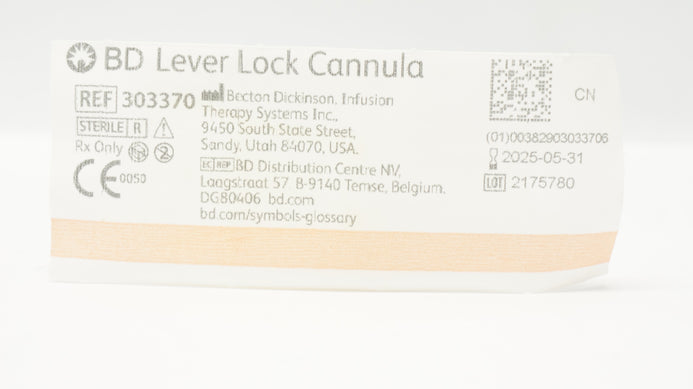 BD Lever Lock Cannula
REF 303370
STERILE R
Rx Only
CE 0050
Becton Dickinson, Infusion
Therapy Systems Inc.,
9450 South State Street,
Sandy, Utah 84070, USA.
EC REP BD Distribution Centre NV,
Laagstraat 57, B-9140 Temse, Belgium.
DG80406 bd.com
bd.com/symbols-glossary
CN
(01)00382903033706
2025-05-31
LOT 2175780